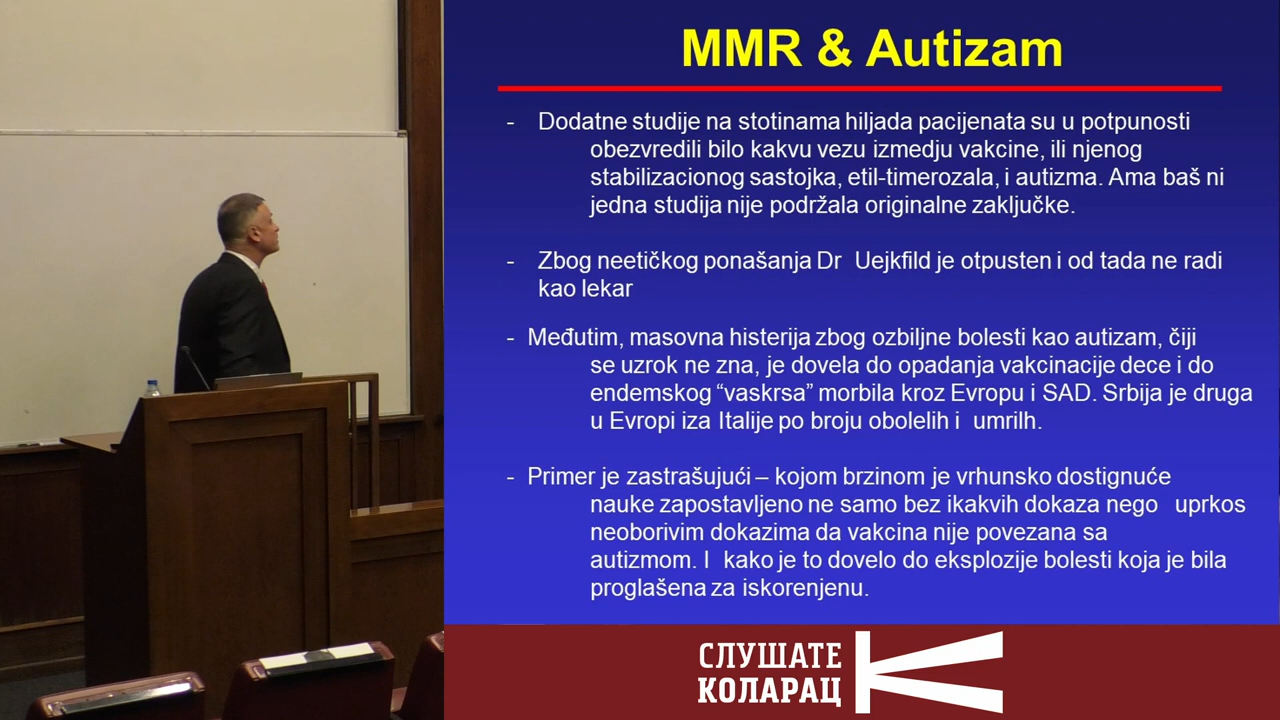 MMR & Autizam
- Dodatne studije na stotinama hiljada pacijenata su u potpunosti
obezvredili bilo kakvu vezu izmedju vakcine, ili njenog
stabilizacionog sastojka, etil-timerozala, i autizma. Ama baš ni
jedna studija nije podržala originalne zaključke.
- Zbog neetičkog ponašanja Dr Uejkfild je otpusten i od tada ne radi
kao lekar
- Međutim, masovna histerija zbog ozbiljne bolesti kao autizam, čiji
se uzrok ne zna, je dovela do opadanja vakcinacije dece i do
endemskog “vaskrsa” morbila kroz Evropu i SAD. Srbija je druga
u Evropi iza Italije po broju obolelih i umrilh.
- Primer je zastrašujući – kojom brzinom je vrhunsko dostignuće
nauke zapostavljeno ne samo bez ikakvih dokaza nego uprkos
neoborivim dokazima da vakcina nije povezana sa
autizmom. I kako je to dovelo do eksplozije bolesti koja je bila
proglašena za iskorenjenu.
СЛУШАТЕ
КОЛАРАЦ